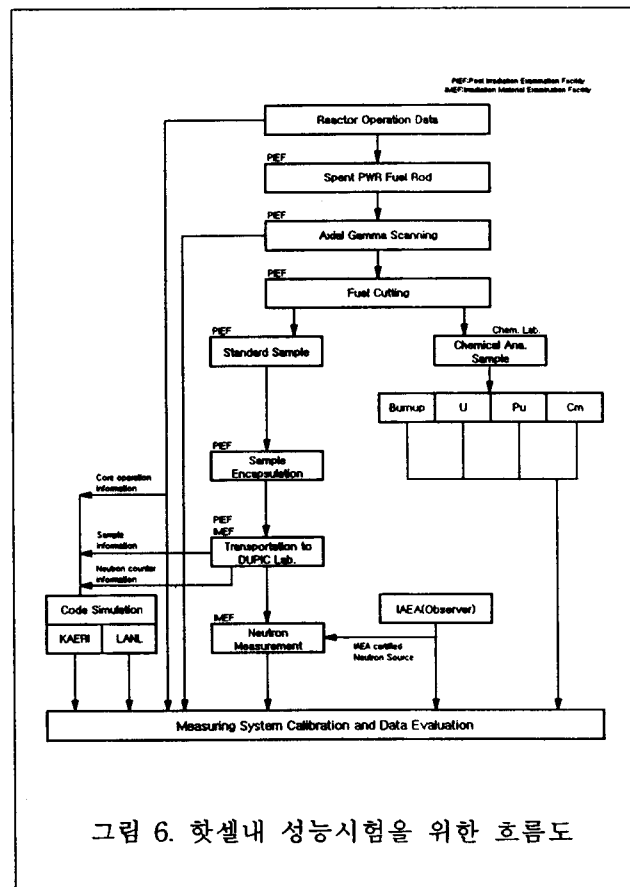 PIEF:Post Irradiation Examination Facility
IMEF:Irradiation Material Examination Facility
Reactor Operation Data
PIEF
Spent PWR Fuel Rod
PIEF
Axial Gamma Scanning
PIEF
Fuel Cutting
PIEF
Standard Sample
Chem. Lab.
Chemical Ana.
Sample
Burnup U Pu Cm
PIEF
Sample
Encapsulation
Core operation
information
PIEF
IMEF
Transportation to
DUPIC Lab.
Sample
information
Neutron counter
information
Code Simulation
KAERI LANL
IMEF
Neutron
Measurement
IAEA(Observer)
IAEA certified
Neutron Source
Measuring System Calibration and Data Evaluation
그림 6. 핫셀내 성능시험을 위한 흐름도